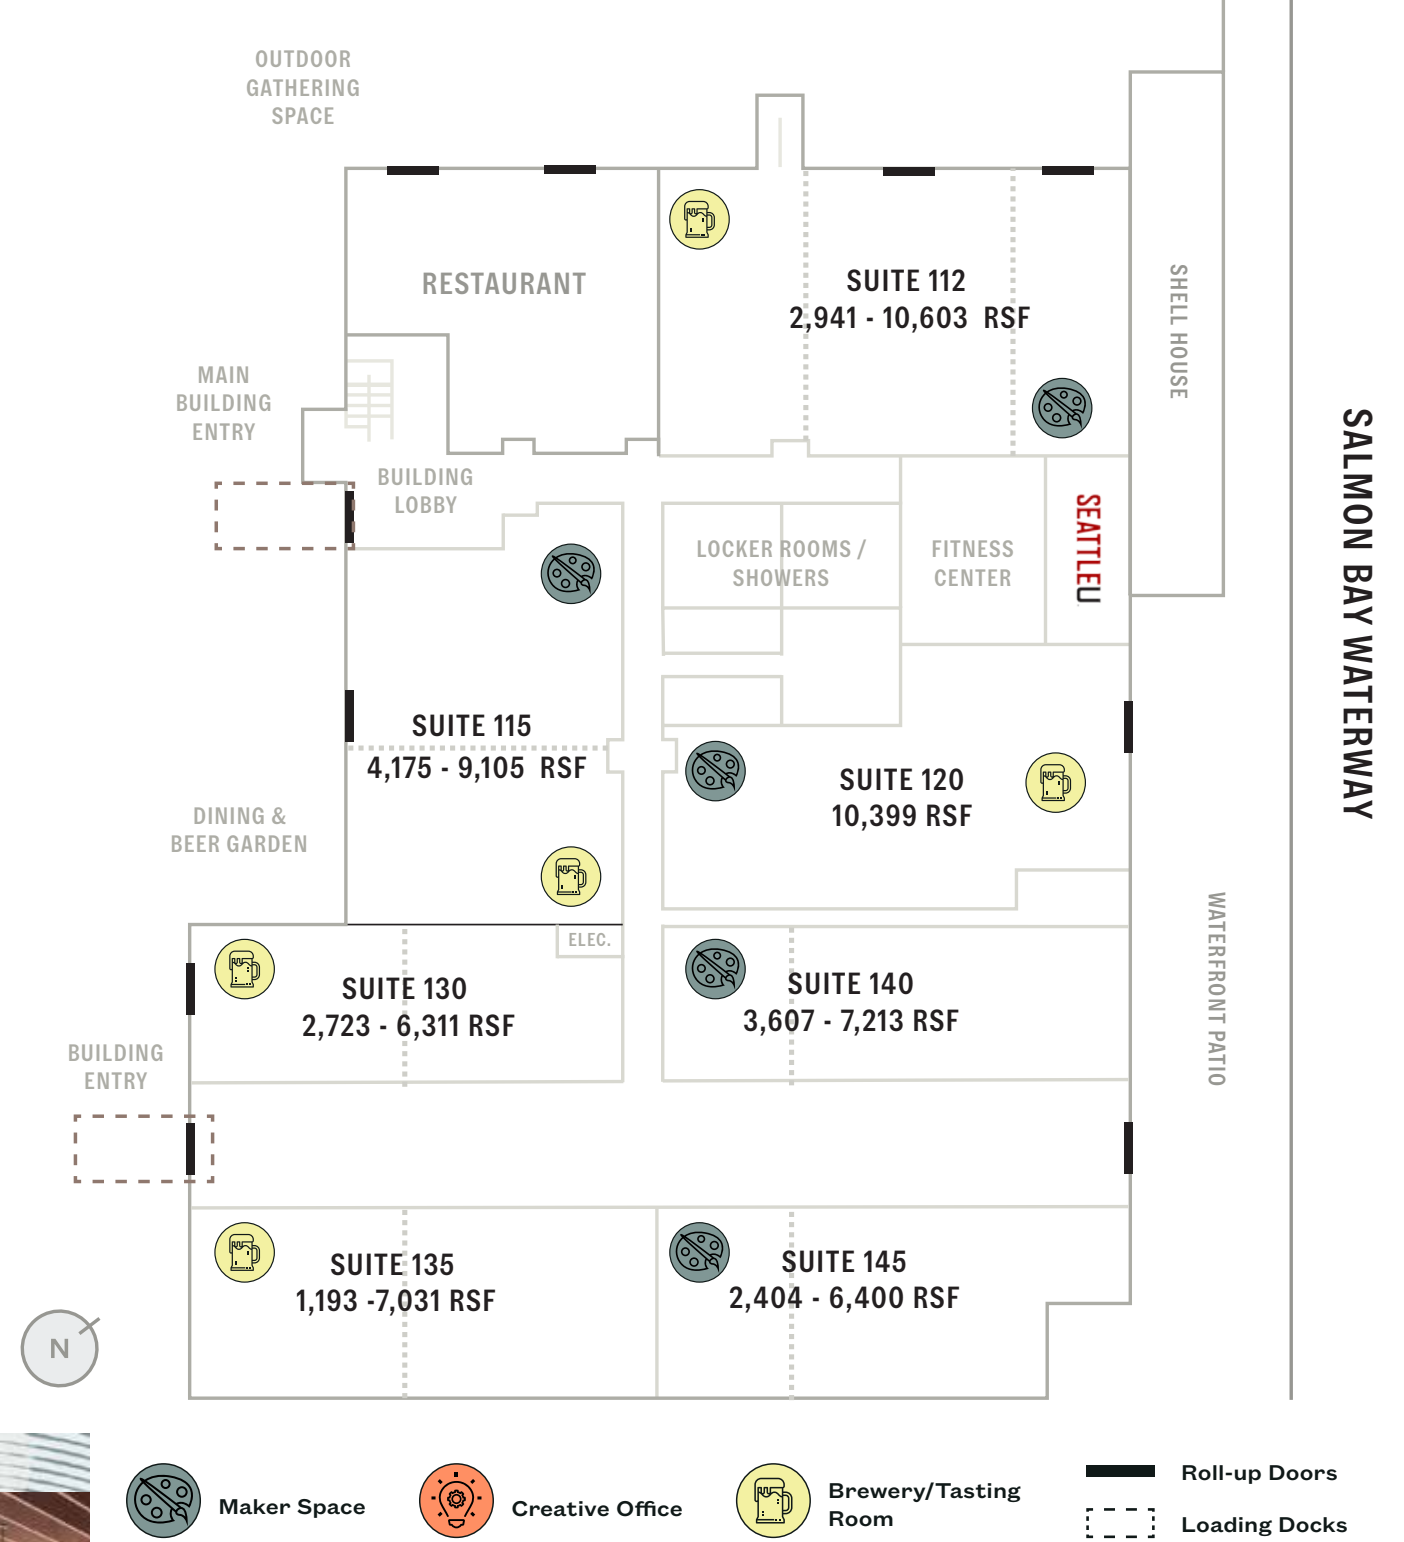 OUTDOOR
GATHERING
SPACE
RESTAURANT
SUITE 112
2,941 - 10,603 RSF
SHELL HOUSE
MAIN
BUILDING
ENTRY
BUILDING
LOBBY
LOCKER ROOMS /
SHOWERS
FITNESS
CENTER
SEATTLEU
SALMON BAY WATERWAY
SUITE 115
4,175 - 9,105 RSF
SUITE 120
10,399 RSF
DINING &
BEER GARDEN
WATERFRONT PATIO
ELEC.
SUITE 130
2,723 - 6,311 RSF
SUITE 140
3,607 - 7,213 RSF
BUILDING
ENTRY
SUITE 135
1,193 -7,031 RSF
SUITE 145
2,404 - 6,400 RSF
N
Maker Space
Creative Office
Brewery/Tasting
Room
Roll-up Doors
Loading Docks